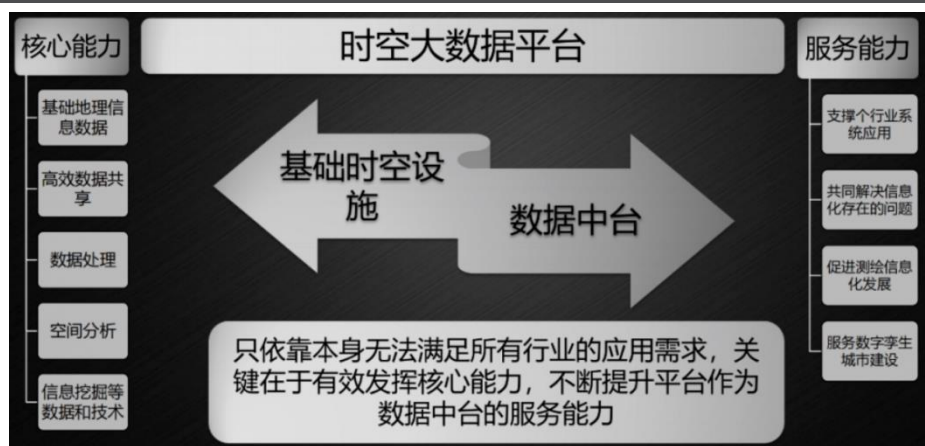 核心能力
时空大数据平台
服务能力
基础地理信
息数据
高效数据共
享
数据处理
空间分析
信息挖掘等
数据和技术
基础时空设
施
数据中台
支撑个行业系
统应用
共同解决信息
化存在的问题
促进测绘信息
化发展
服务数字孪生
城市建设
只依靠本身无法满足所有行业的应用需求，关
键在于有效发挥核心能力，不断提升平台作为
数据中台的服务能力